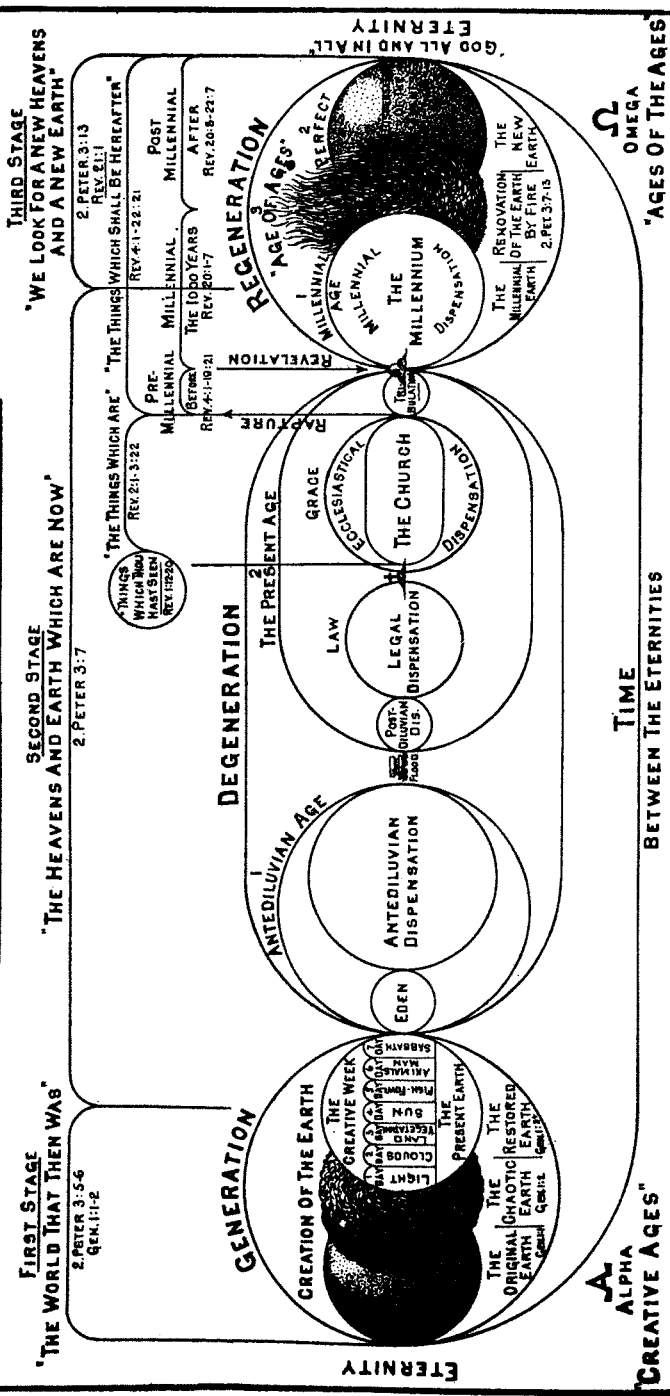 FIRST STAGE
"THE WORLD THAT THEN WAS"
2.PETER 3:5-6
GEN.1:1-2
SECOND STAGE
"THE HEAVENS AND EARTH WHICH ARE NOW"
2.PETER 3:7
THIRD STAGE
"WE LOOK FOR A NEW HEAVENS
AND A NEW EARTH"
2.PETER.3:13
REV.21:1
"THINGS
WHICH THOU
HAST SEEN
REV.1:12-20
"THE THINGS WHICH ARE"
REV.2:1-3:22
"THE THINGS WHICH SHALL BE HEREAFTER"
REV.4:1-22:21
PRE-
MILLENNIAL
BEFORE
REV.4:1-19:21
MILLENNIAL
THE 1000 YEARS
REV.20:1-7
POST
MILLENNIAL
AFTER
REV.20:8-22:7
RAPTURE
REVELATION
GENERATION
DEGENERATION
REGENERATION
ETERNITY
CREATION OF THE EARTH
THE
CREATIVE WEEK
DAY DAY DAY DAY DAY DAY DAY
LIGHT
CLOUDS
LAND
VEGETATION
SUN
FISH-FOWL
ANIMALS
MAN
SABBATH
THE
PRESENT EARTH
THE
ORIGINAL
EARTH
THE
CHAOTIC
EARTH
GEN.1:2
THE
RESTORED
EARTH
EDEN
1
ANTEDILUVIAN AGE
ANTEDILUVIAN
DISPENSATION
FLOOD
2
THE PRESENT AGE
POST-
DILUVIAN
DIS.
LAW
LEGAL
DISPENSATION
GRACE
ECCLESIASTICAL
THE CHURCH
DISPENSATION
TRIBULATION
3
"AGE OF AGES"
1
MILLENNIAL
AGE
2
PERFECT
MILLENNIAL
THE
MILLENNIUM
DISPENSATION
THE
MILLENNIAL
EARTH
RENOVATION
OF THE EARTH
BY FIRE
2.PET.3:7-13
THE
NEW
EARTH
"GOD ALL AND IN ALL"
ETERNITY
Α
ALPHA
"CREATIVE AGES"
TIME
BETWEEN THE ETERNITIES
Ω
OMEGA
"AGES OF THE AGES"